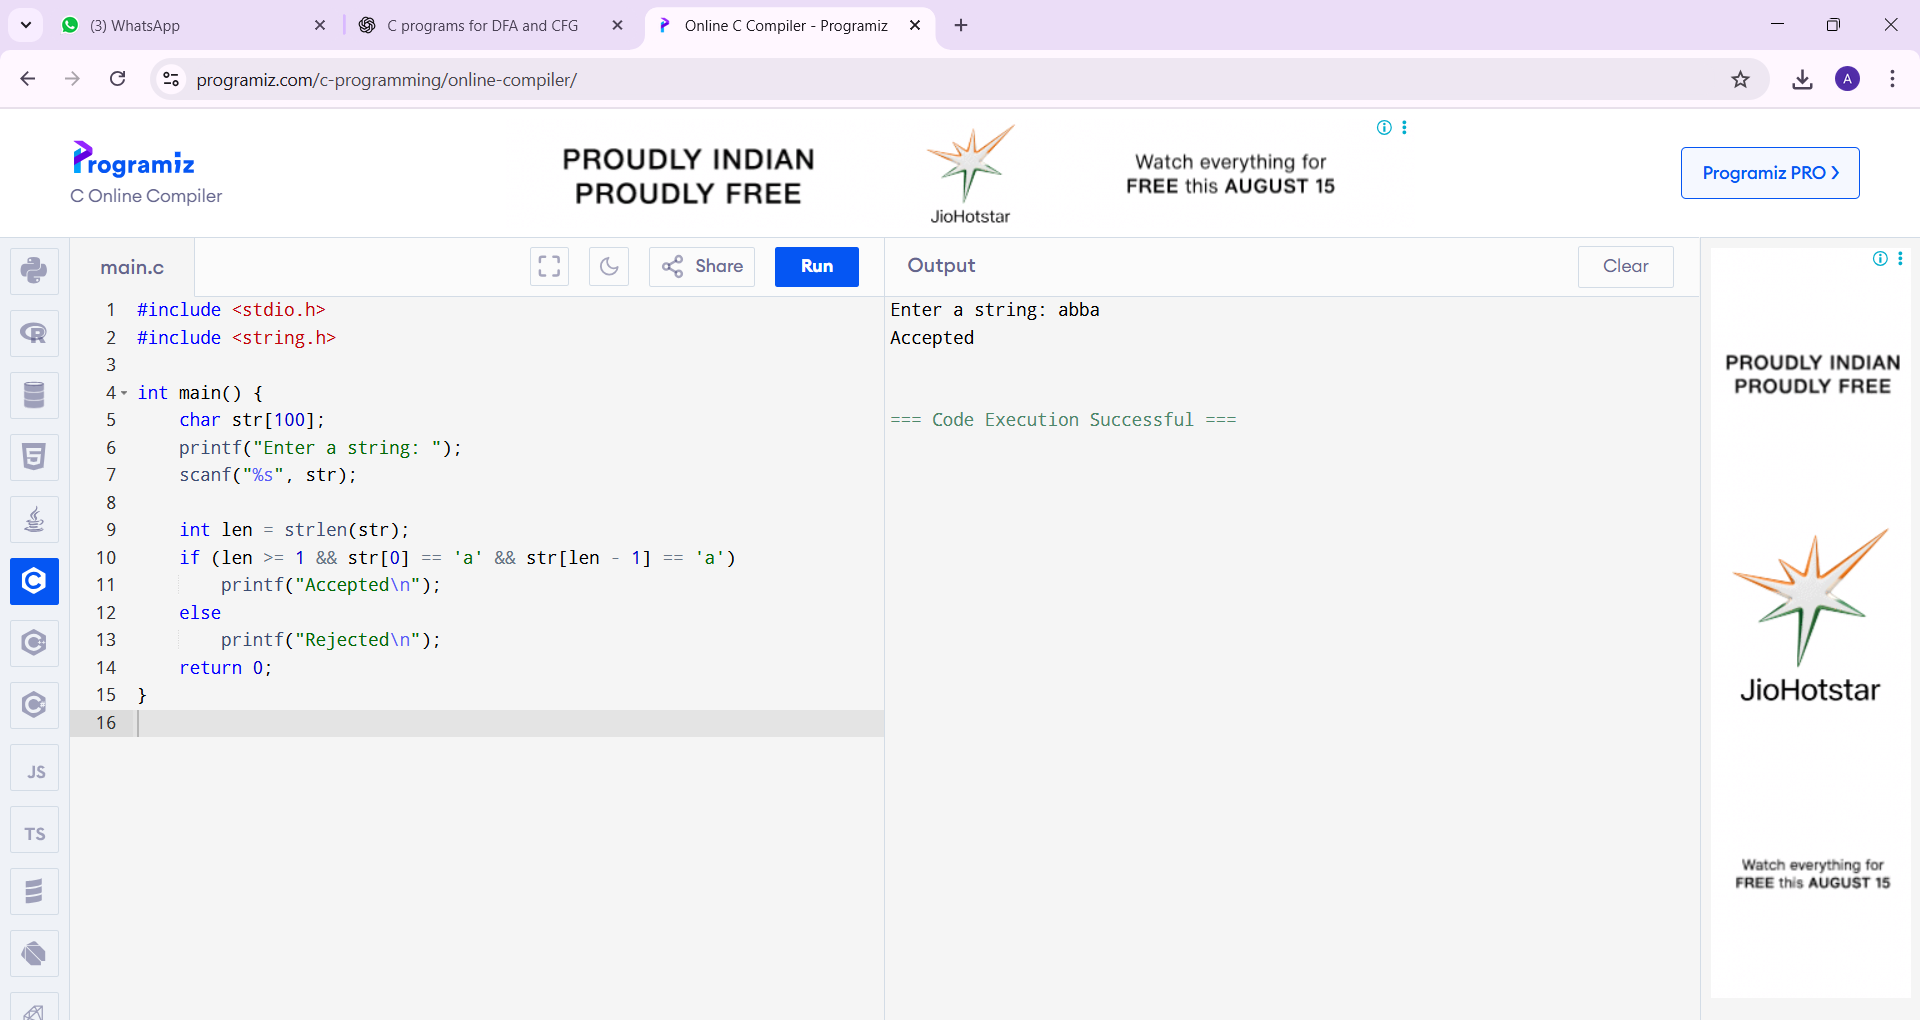 (3) WhatsApp
C programs for DFA and CFG
Online C Compiler - Programiz
programiz.com/c-programming/online-compiler/
A
Programiz
C Online Compiler
PROUDLY INDIAN
PROUDLY FREE
JioHotstar
Watch everything for
FREE this AUGUST 15
Programiz PRO
main.c
Share
Run
Output
Clear
1 #include <stdio.h>
2 #include <string.h>
3
4 int main() {
5     char str[100];
6     printf("Enter a string: ");
7     scanf("%s", str);
8
9     int len = strlen(str);
10     if (len >= 1 && str[0] == 'a' && str[len - 1] == 'a')
11         printf("Accepted\n");
12     else
13         printf("Rejected\n");
14     return 0;
15 }
16
Enter a string: abba
Accepted
=== Code Execution Successful ===
R
5
C
C
C
JS
TS
PROUDLY INDIAN
PROUDLY FREE
JioHotstar
Watch everything for
FREE this AUGUST 15